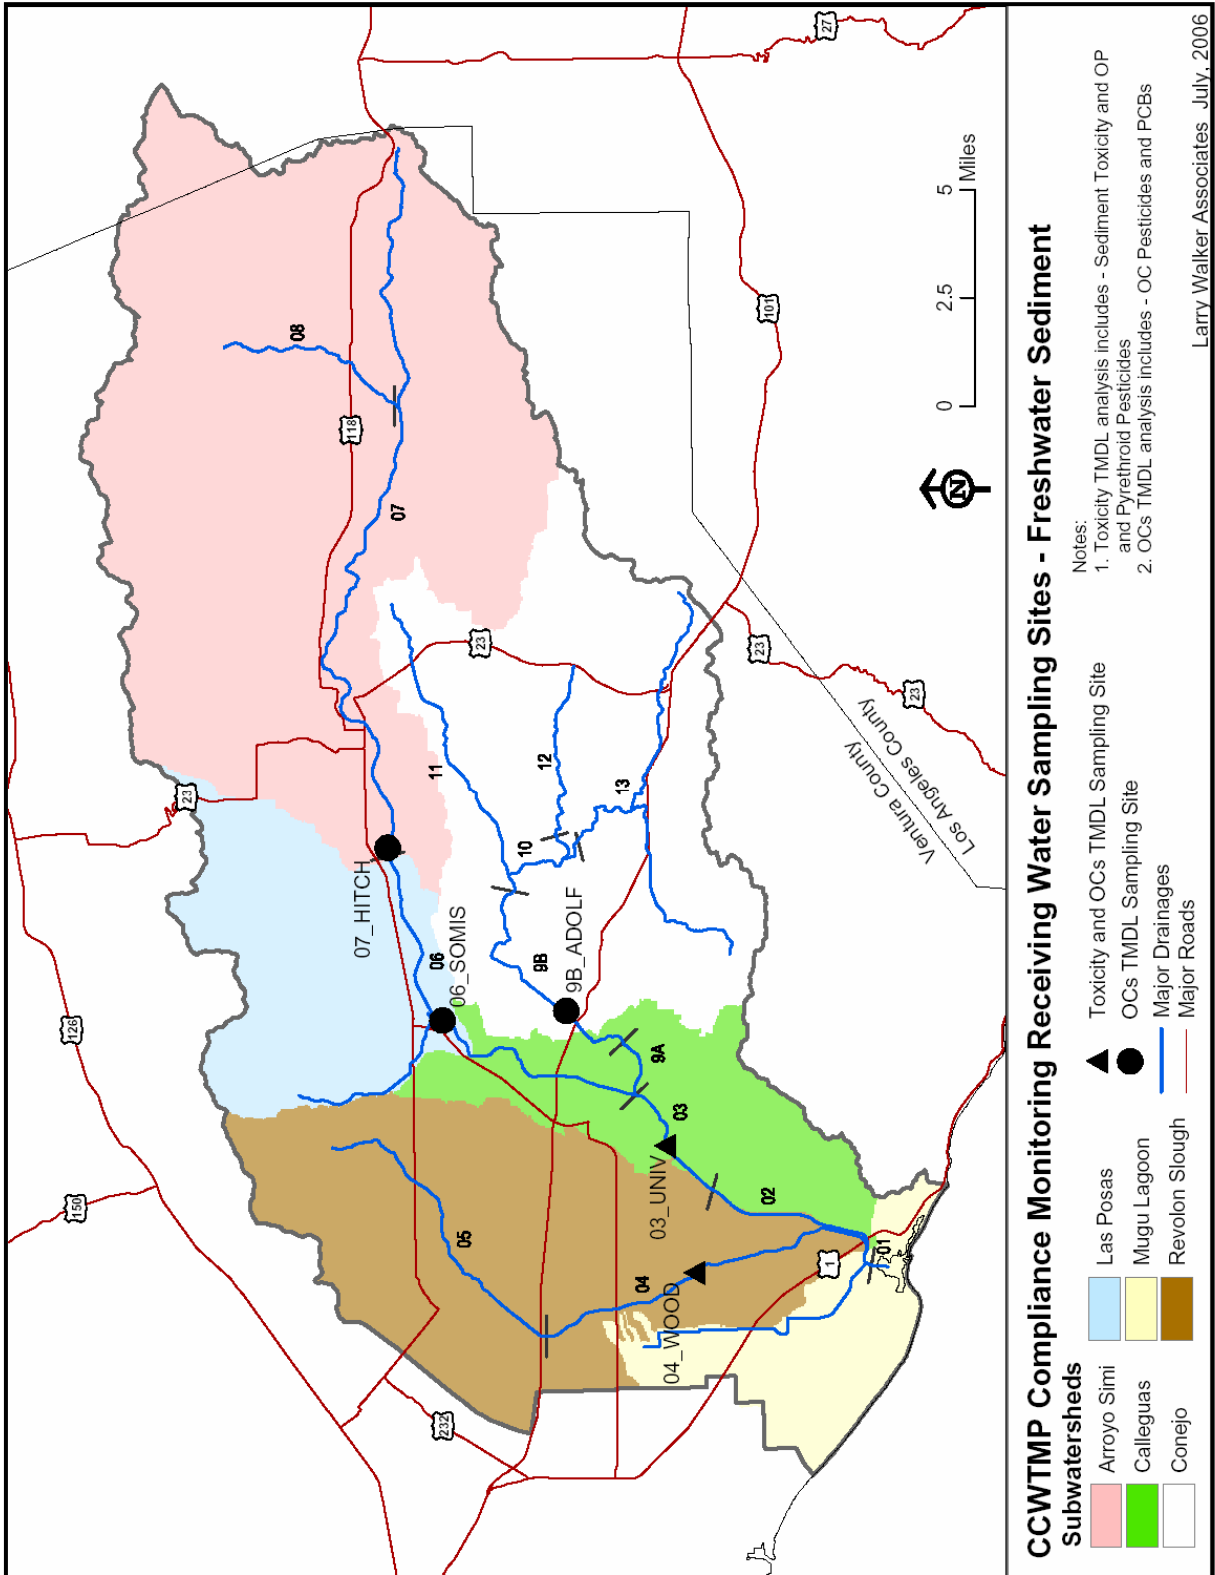 126
150
232
23
118
27
101
23
23
23
1
08
07
11
12
10
13
06
9B
9A
03
02
05
04
01
07_HITCH
06_SOMIS
9B_ADOLF
03_UNIV
04_WOOD
Ventura County
Los Angeles County
N
0 2.5 5 Miles
CCWTMP Compliance Monitoring Receiving Water Sampling Sites - Freshwater Sediment
Subwatersheds
Arroyo Simi
Calleguas
Conejo
Las Posas
Mugu Lagoon
Revolon Slough
Toxicity and OCs TMDL Sampling Site
OCs TMDL Sampling Site
Major Drainages
Major Roads
Notes:
1. Toxicity TMDL analysis includes - Sediment Toxicity and OP
and Pyrethroid Pesticides
2. OCs TMDL analysis includes - OC Pesticides and PCBs
Larry Walker Associates July, 2006